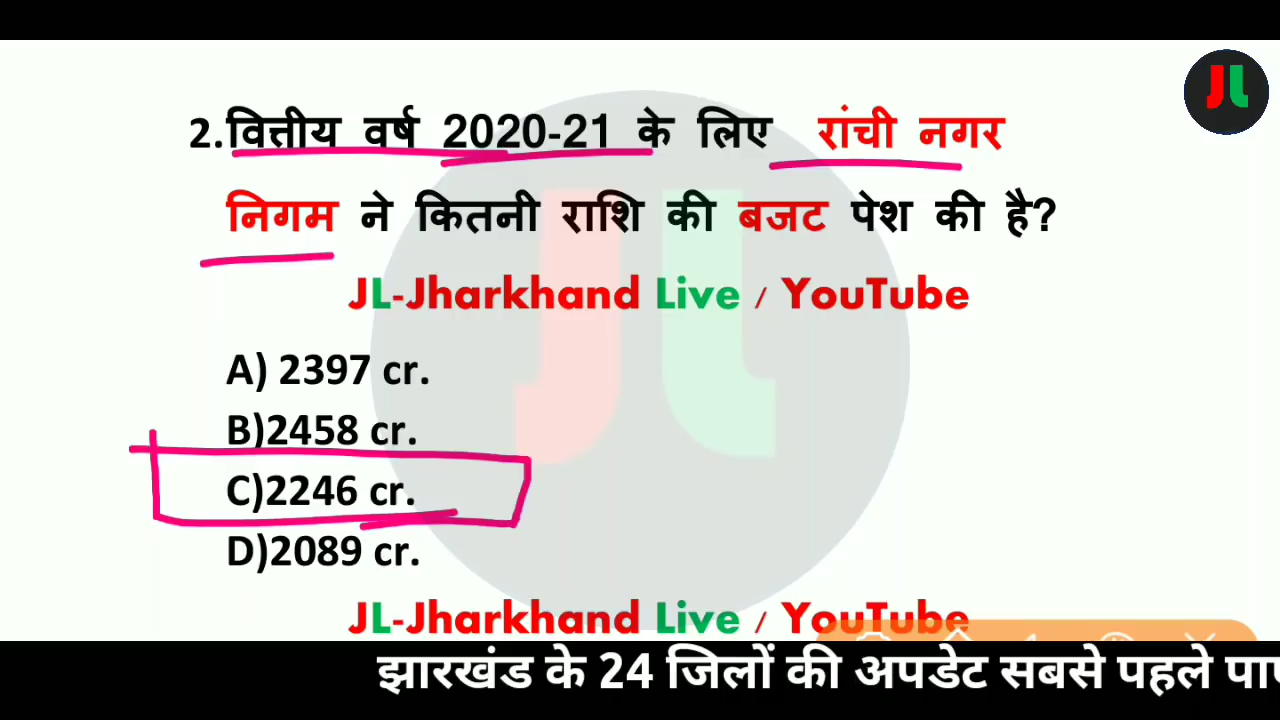 JL
2.वित्तीय वर्ष 2020-21 के लिए रांची नगर
निगम ने कितनी राशि की बजट पेश की है?
JL-Jharkhand Live / YouTube
A) 2397 cr.
B)2458 cr.
C)2246 cr.
D)2089 cr.
JL-Jharkhand Live / YouTube
झारखंड के 24 जिलों की अपडेट सबसे पहले